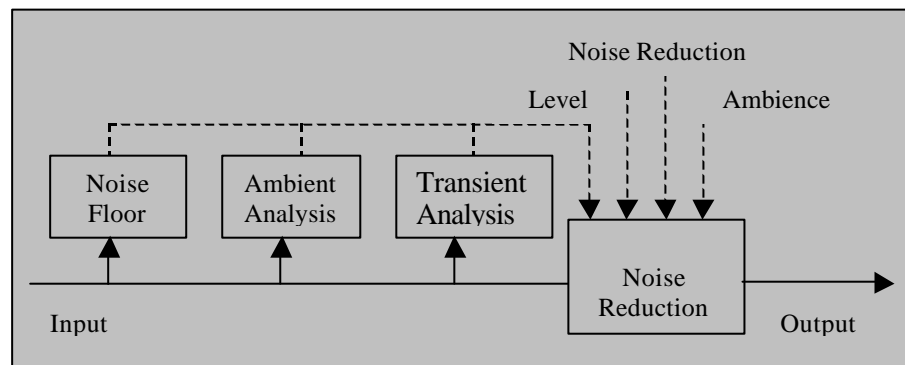 Noise Reduction
Level
Ambience
Noise
Floor
Ambient
Analysis
Transient
Analysis
Noise
Reduction
Input
Output